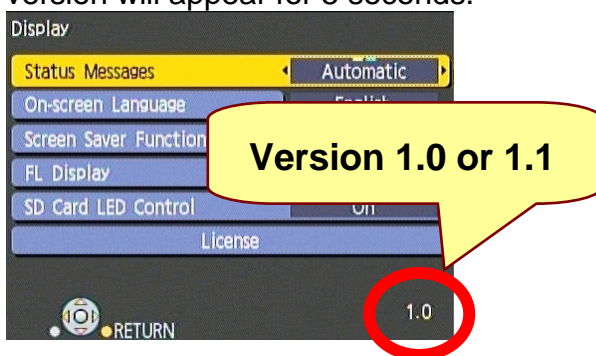 version will appear for seconds.
Display
Status Messages Automatic
On-screen Language English
Screen Saver Function
FL Display
SD Card LED Control On
License
Version 1.0 or 1.1
1.0
RETURN